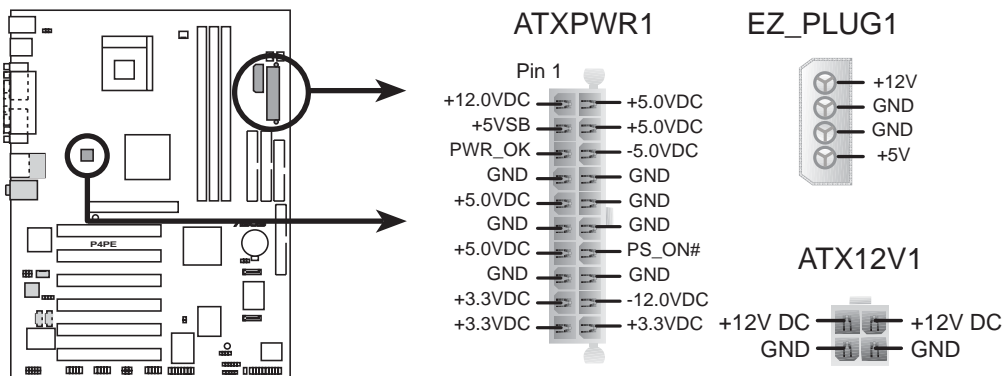 ATXPWR1
Pin 1
+12.0VDC +5.0VDC
+5VSB +5.0VDC
PWR_OK -5.0VDC
GND GND
+5.0VDC GND
GND GND
+5.0VDC PS_ON#
GND GND
+3.3VDC -12.0VDC
+3.3VDC +3.3VDC
EZ_PLUG1
+12V
GND
GND
+5V
ATX12V1
+12V DC +12V DC
GND GND
P4PE